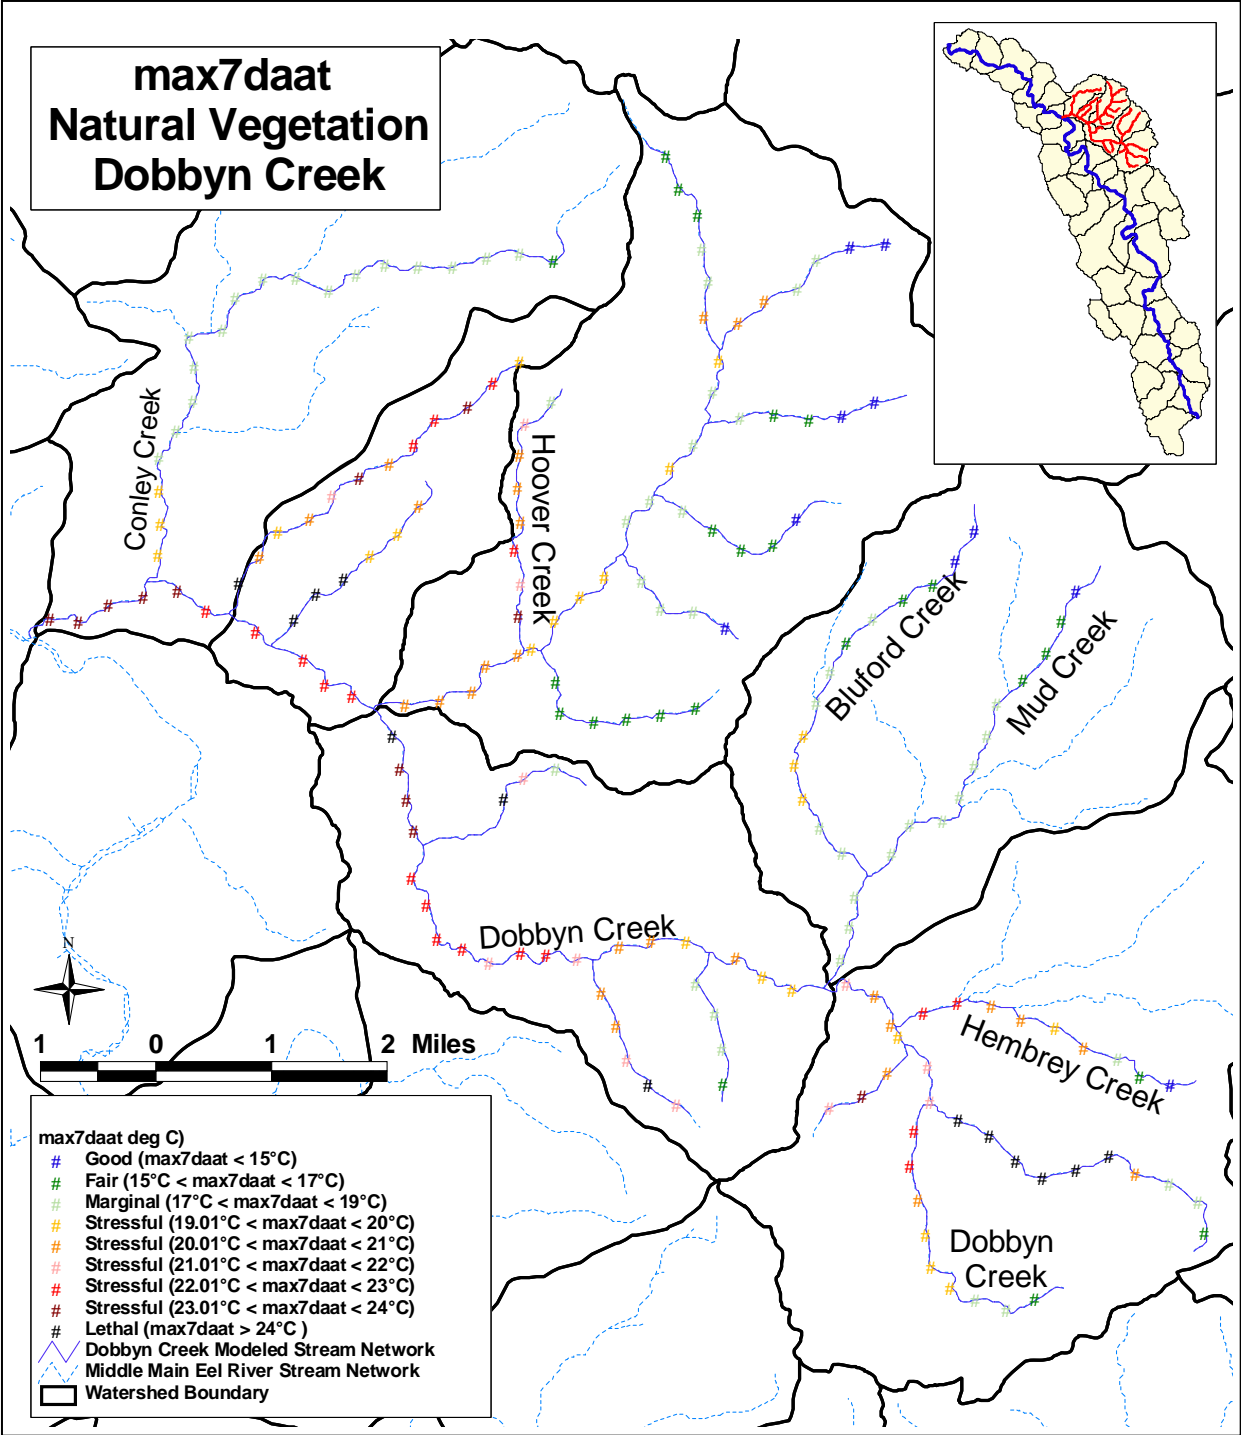 max7daat
Natural Vegetation
Dobbyn Creek
Conley Creek
Hoover Creek
Bluford Creek
Mud Creek
Dobbyn Creek
Hembrey Creek
Dobbyn
Creek
N
1 0 1 2 Miles
max7daat deg C)
# Good (max7daat < 15°C)
# Fair (15°C < max7daat < 17°C)
# Marginal (17°C < max7daat < 19°C)
# Stressful (19.01°C < max7daat < 20°C)
# Stressful (20.01°C < max7daat < 21°C)
# Stressful (21.01°C < max7daat < 22°C)
# Stressful (22.01°C < max7daat < 23°C)
# Stressful (23.01°C < max7daat < 24°C)
# Lethal (max7daat > 24°C )
Dobbyn Creek Modeled Stream Network
Middle Main Eel River Stream Network
Watershed Boundary